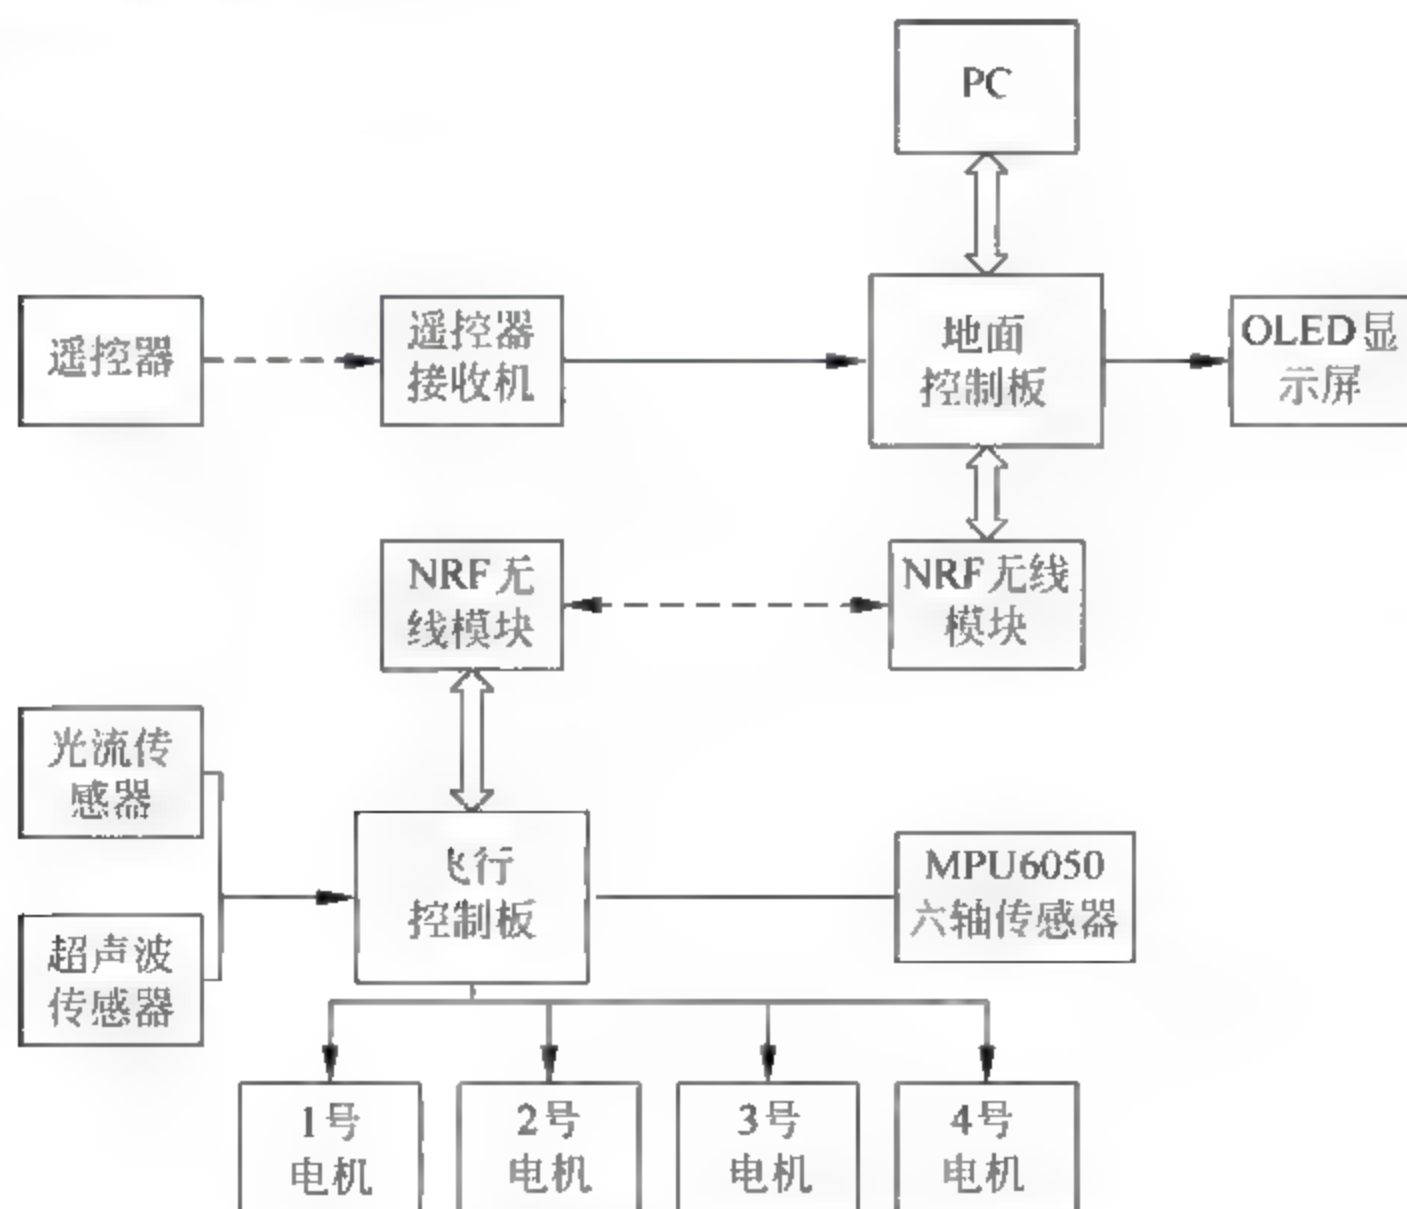 PC
遥控器
遥控器
接收机
地面
控制板
OLED显
示屏
NRF无
线模块
NRF无线
模块
光流传
感器
飞行
控制板
MPU6050
六轴传感器
超声波
传感器
1号
电机
2号
电机
3号
电机
4号
电机